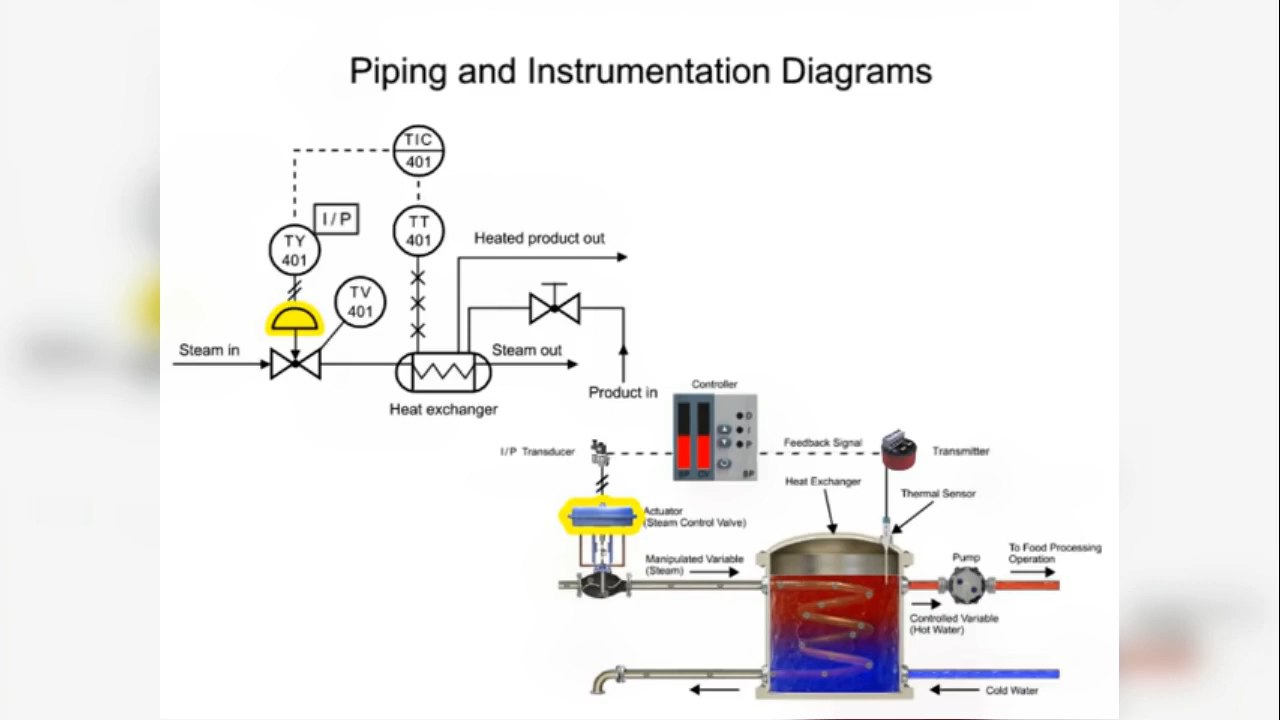 Piping and Instrumentation Diagrams
TIC
401
I/P
TT
401
TY
401
Heated product out
TV
401
Steam in
Steam out
Product in
Heat exchanger
Controller
D
I
P
SP
I/P Transducer
Feedback Signal
Transmitter
Heat Exchanger
Thermal Sensor
Actuator
(Steam Control Valve)
Manipulated Variable
(Steam)
Pump
To Food Processing
Operation
Controlled Variable
(Hot Water)
Cold Water